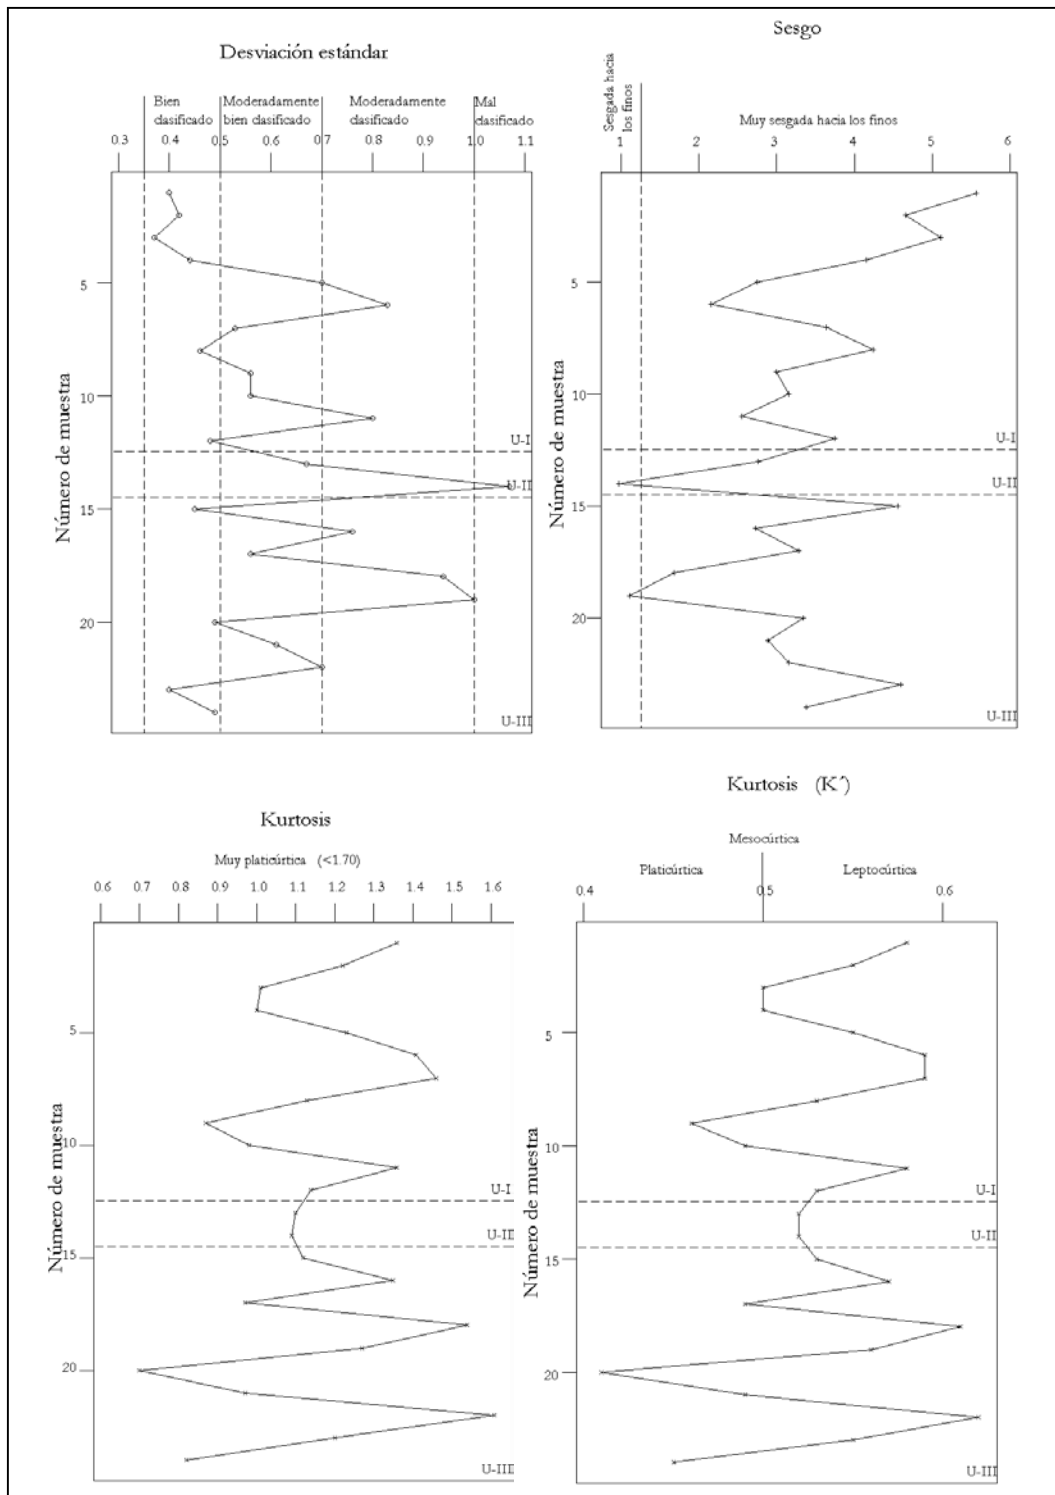 Desviación estándar
Bien clasificado
Moderadamente bien clasificado
Moderadamente clasificado
Mal clasificado
0.3 0.4 0.5 0.6 0.7 0.8 0.9 1.0 1.1
5
10
15
20
Número de muestra
U-I
U-II
U-III
Sesgo
Sesgada hacia los finos
Muy sesgada hacia los finos
1 2 3 4 5 6
5
10
15
20
Número de muestra
U-I
U-II
U-III
Kurtosis
Muy platicúrtica (<1.70)
0.6 0.7 0.8 0.9 1.0 1.1 1.2 1.3 1.4 1.5 1.6
5
10
15
20
Número de muestra
U-I
U-II
U-III
Kurtosis (K´)
Mesocúrtica
Platicúrtica
Leptocúrtica
0.4 0.5 0.6
5
10
15
20
Número de muestra
U-I
U-II
U-III